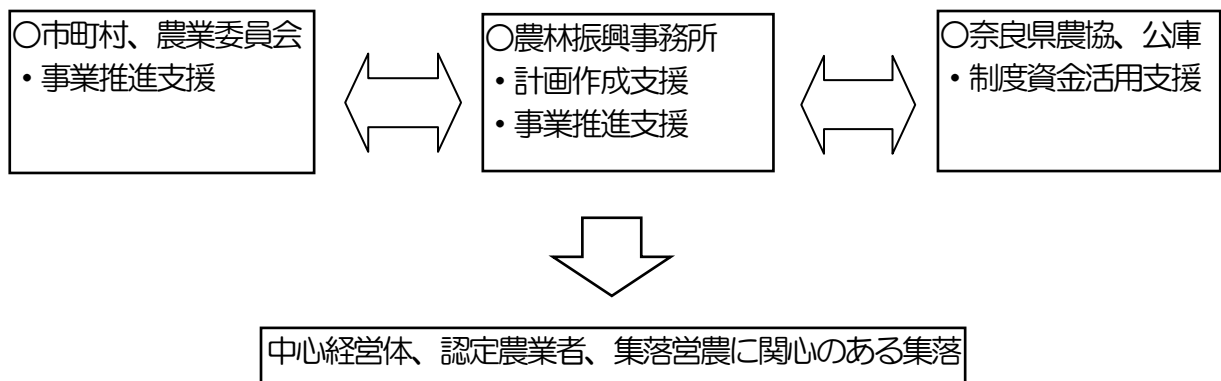 〇市町村、農業委員会
・事業推進支援
〇農林振興事務所
・計画作成支援
・事業推進支援
〇奈良県農協、公庫
・制度資金活用支援
中心経営体、認定農業者、集落営農に関心のある集落